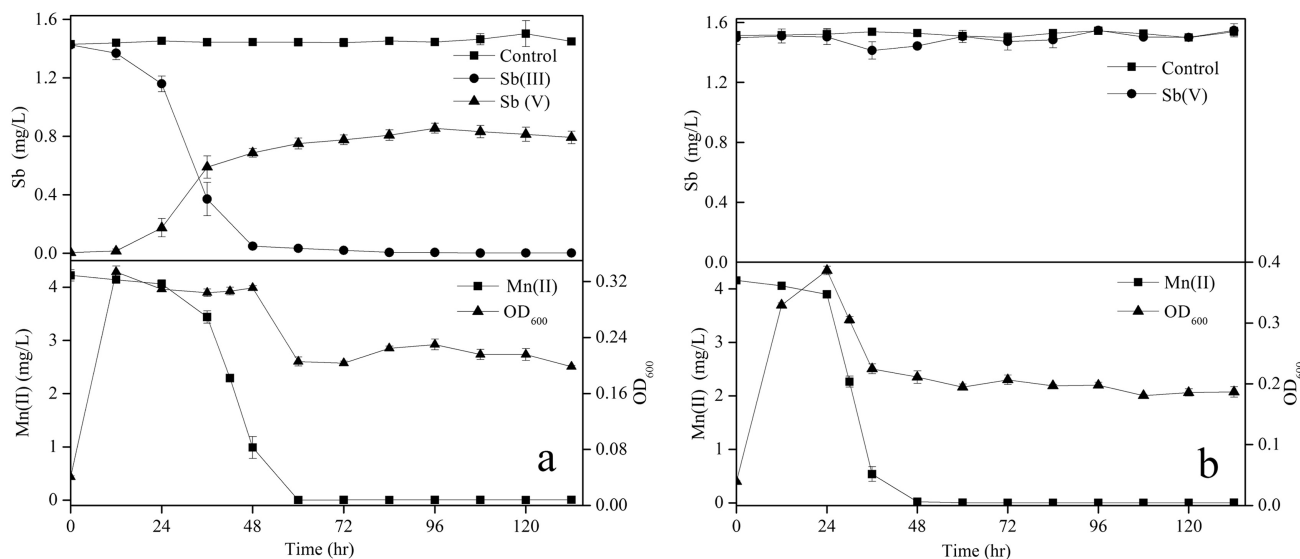 1.6
1.2
0.8
0.4
0.0
Sb (mg/L)
Control
Sb(III)
Sb (V)
4
3
2
1
0
Mn(II) (mg/L)
Mn(II)
OD600
0.32
0.24
0.16
0.08
0.00
OD600
a
0 24 48 72 96 120
Time (hr)
1.6
1.2
0.8
0.4
0.0
Sb (mg/L)
Control
Sb(V)
4
3
2
1
0
Mn(II) (mg/L)
Mn(II)
OD600
0.4
0.3
0.2
0.1
0.0
OD600
b
0 24 48 72 96 120
Time (hr)